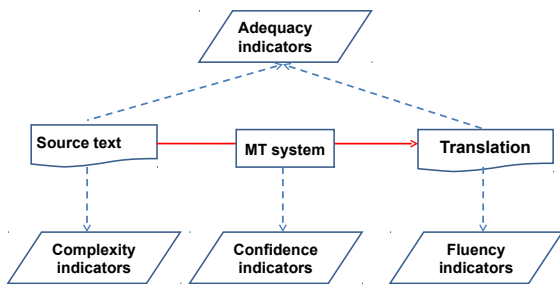 Adequacy
indicators
Source text
MT system
Translation
Complexity
indicators
Confidence
indicators
Fluency
indicators